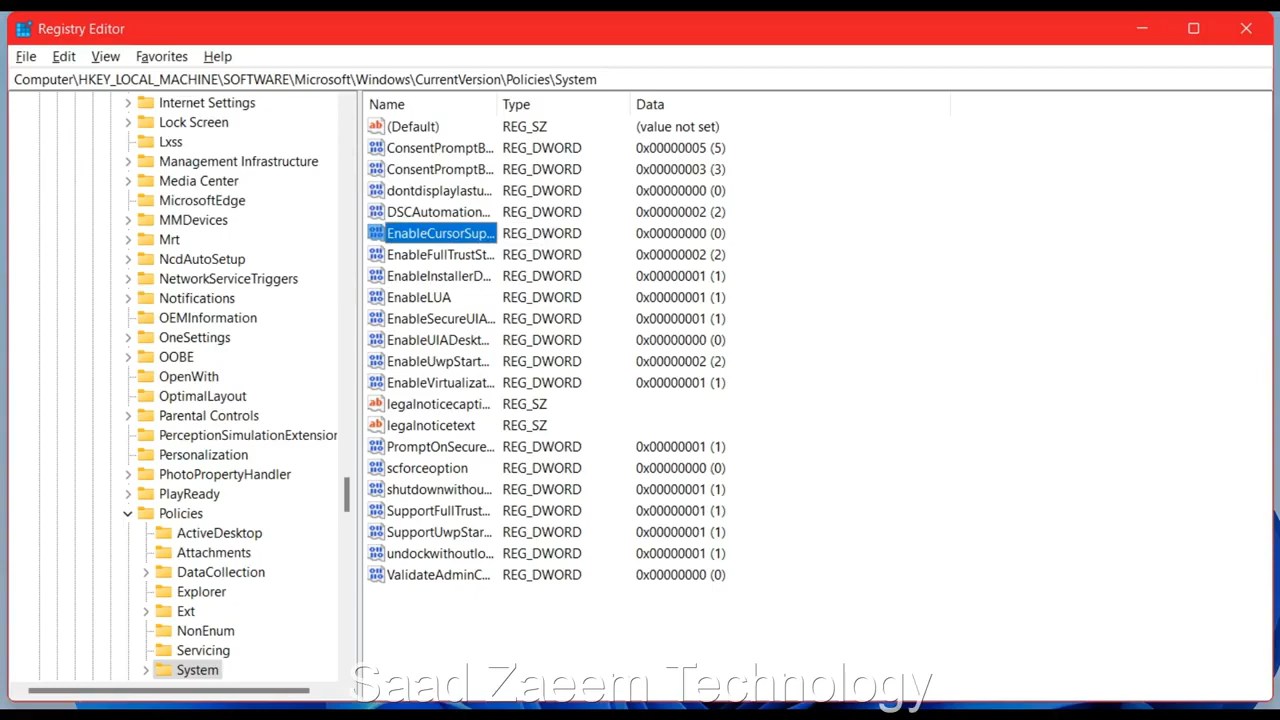 Registry Editor
File Edit View Favorites Help
Computer\HKEY_LOCAL_MACHINE\SOFTWARE\Microsoft\Windows\CurrentVersion\Policies\System
Internet Settings
Lock Screen
Lxss
Management Infrastructure
Media Center
MicrosoftEdge
MMDevices
Mrt
NcdAutoSetup
NetworkServiceTriggers
Notifications
OEMInformation
OneSettings
OOBE
OpenWith
OptimalLayout
Parental Controls
PerceptionSimulationExtension
Personalization
PhotoPropertyHandler
PlayReady
Policies
ActiveDesktop
Attachments
DataCollection
Explorer
Ext
NonEnum
Servicing
System
Name Type Data
(Default) REG_SZ (value not set)
ConsentPromptB... REG_DWORD 0x00000005 (5)
ConsentPromptB... REG_DWORD 0x00000003 (3)
dontdisplaylastu... REG_DWORD 0x00000000 (0)
DSCAutomation... REG_DWORD 0x00000002 (2)
EnableCursorSup... REG_DWORD 0x00000000 (0)
EnableFullTrustSt... REG_DWORD 0x00000002 (2)
EnableInstallerD... REG_DWORD 0x00000001 (1)
EnableLUA REG_DWORD 0x00000001 (1)
EnableSecureUIA... REG_DWORD 0x00000001 (1)
EnableUIADeskt... REG_DWORD 0x00000000 (0)
EnableUwpStart... REG_DWORD 0x00000002 (2)
EnableVirtualizat... REG_DWORD 0x00000001 (1)
legalnoticecapti... REG_SZ
legalnoticetext REG_SZ
PromptOnSecure... REG_DWORD 0x00000001 (1)
scforceoption REG_DWORD 0x00000000 (0)
shutdownwithou... REG_DWORD 0x00000001 (1)
SupportFullTrust... REG_DWORD 0x00000001 (1)
SupportUwpStar... REG_DWORD 0x00000001 (1)
undockwithoutlo... REG_DWORD 0x00000001 (1)
ValidateAdminC... REG_DWORD 0x00000000 (0)
Saad Zaeem Technology